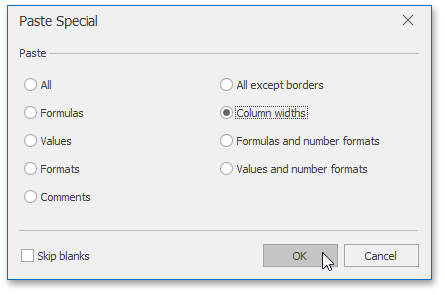 Paste Special
Paste
All
All except borders
Formulas
Column widths
Values
Formulas and number formats
Formats
Values and number formats
Comments
Skip blanks
OK
Cancel